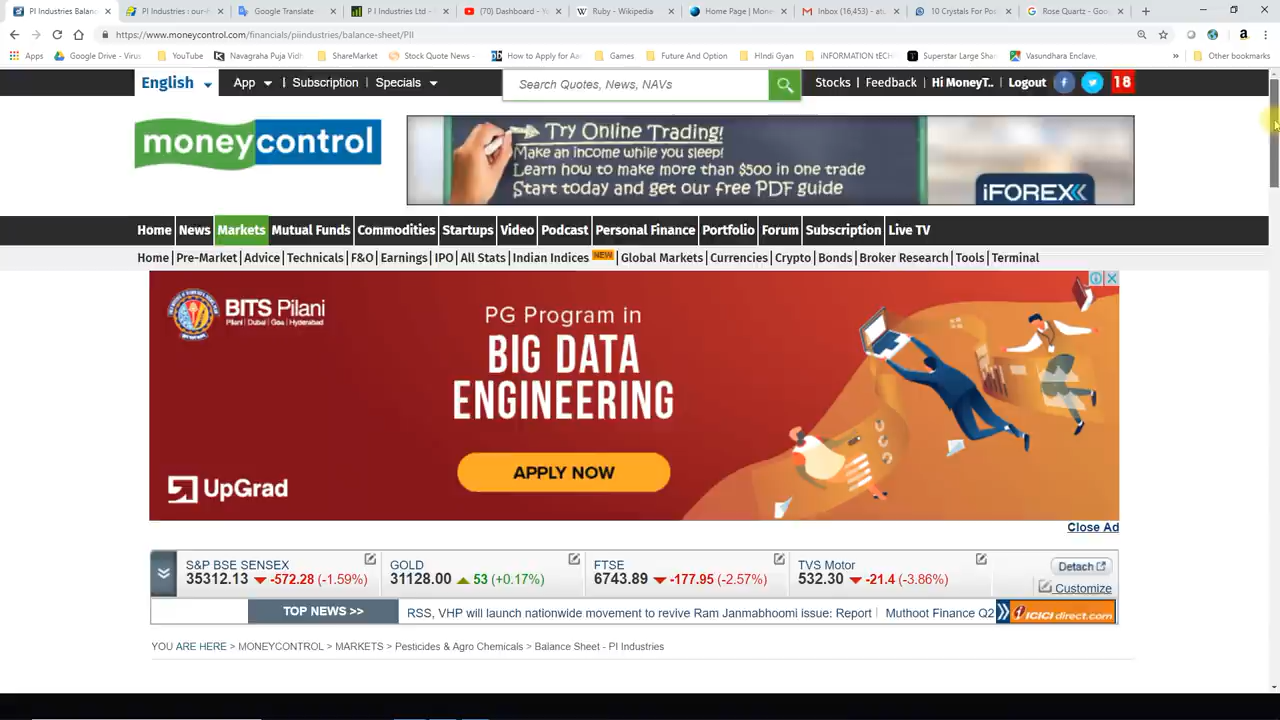 PI Industries Balanc
PI Industries : our-
Google Translate
P I Industries Ltd -
(70) Dashboard - Yo
Ruby - Wikipedia
Home Page | Mone
Inbox (16,453) - atu
10 Crystals For Po
Rose Quartz - Goo
https://www.moneycontrol.com/financials/piindustries/balance-sheet/PII
Apps
Google Drive - Virus
YouTube
Navagraha Puja Vidh
ShareMarket
Stock Quote News -
How to Apply for Aa
Games
Future And Option
HIndi Gyan
iNFORMATION tECH
Superstar Large Shar
Vasundhara Enclave,
Other bookmarks
English
App
Subscription
Specials
Search Quotes, News, NAVs
Stocks
Feedback
Hi MoneyT..
Logout
18
moneycontrol
Try Online Trading!
Make an income while you sleep!
Learn how to make more than $500 in one trade
Start today and get our free PDF guide
iFOREX
Home
News
Markets
Mutual Funds
Commodities
Startups
Video
Podcast
Personal Finance
Portfolio
Forum
Subscription
Live TV
Home | Pre-Market | Advice | Technicals | F&O | Earnings | IPO | All Stats | Indian Indices NEW | Global Markets | Currencies | Crypto | Bonds | Broker Research | Tools | Terminal
BITS Pilani
Pilani | Dubai | Goa | Hyderabad
PG Program in
BIG DATA
ENGINEERING
APPLY NOW
UpGrad
Close Ad
S&P BSE SENSEX
35312.13 -572.28 (-1.59%)
GOLD
31128.00 53 (+0.17%)
FTSE
6743.89 -177.95 (-2.57%)
TVS Motor
532.30 -21.4 (-3.86%)
Detach
Customize
TOP NEWS >>
RSS, VHP will launch nationwide movement to revive Ram Janmabhoomi issue: Report | Muthoot Finance Q2
ICICI direct.com
YOU ARE HERE > MONEYCONTROL > MARKETS > Pesticides & Agro Chemicals > Balance Sheet - PI Industries